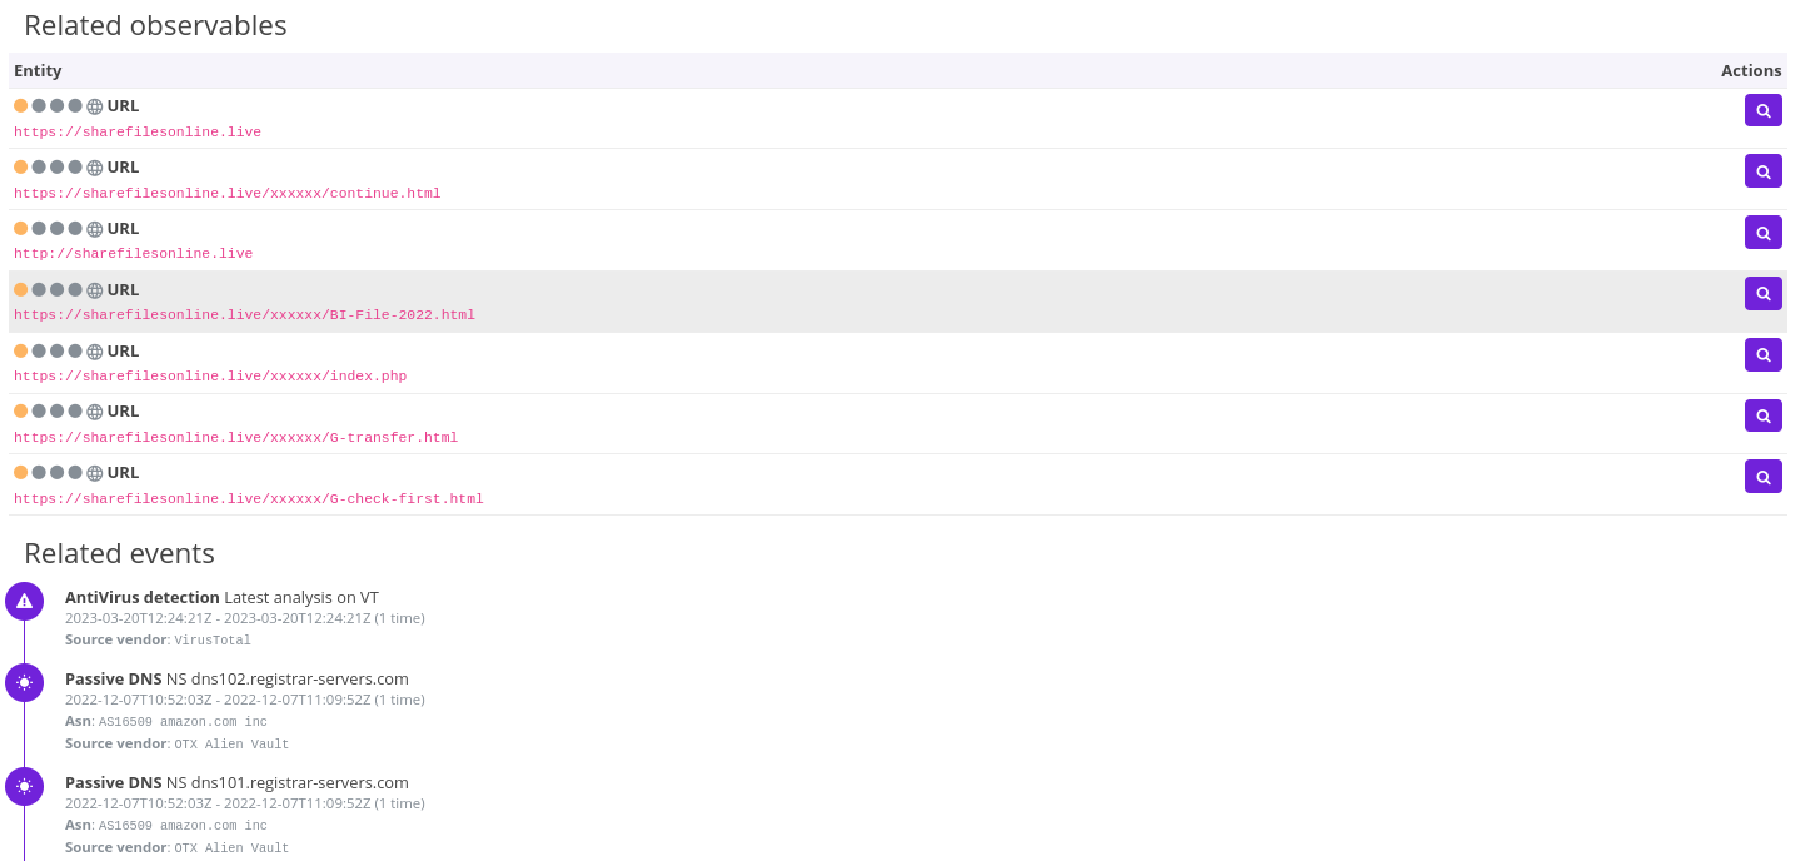 Related observables
Entity Actions
URL
https://sharefilesonline.live
URL
https://sharefilesonline.live/xxxxxx/continue.html
URL
http://sharefilesonline.live
URL
https://sharefilesonline.live/xxxxxx/BI-File-2022.html
URL
https://sharefilesonline.live/xxxxxx/index.php
URL
https://sharefilesonline.live/xxxxxx/G-transfer.html
URL
https://sharefilesonline.live/xxxxxx/G-check-first.html
Related events
AntiVirus detection Latest analysis on VT
2023-03-20T12:24:21Z - 2023-03-20T12:24:21Z (1 time)
Source vendor: VirusTotal
Passive DNS NS dns102.registrar-servers.com
2022-12-07T10:52:03Z - 2022-12-07T11:09:52Z (1 time)
Asn: AS16509 amazon.com inc
Source vendor: OTX Alien Vault
Passive DNS NS dns101.registrar-servers.com
2022-12-07T10:52:03Z - 2022-12-07T11:09:52Z (1 time)
Asn: AS16509 amazon.com inc
Source vendor: OTX Alien Vault